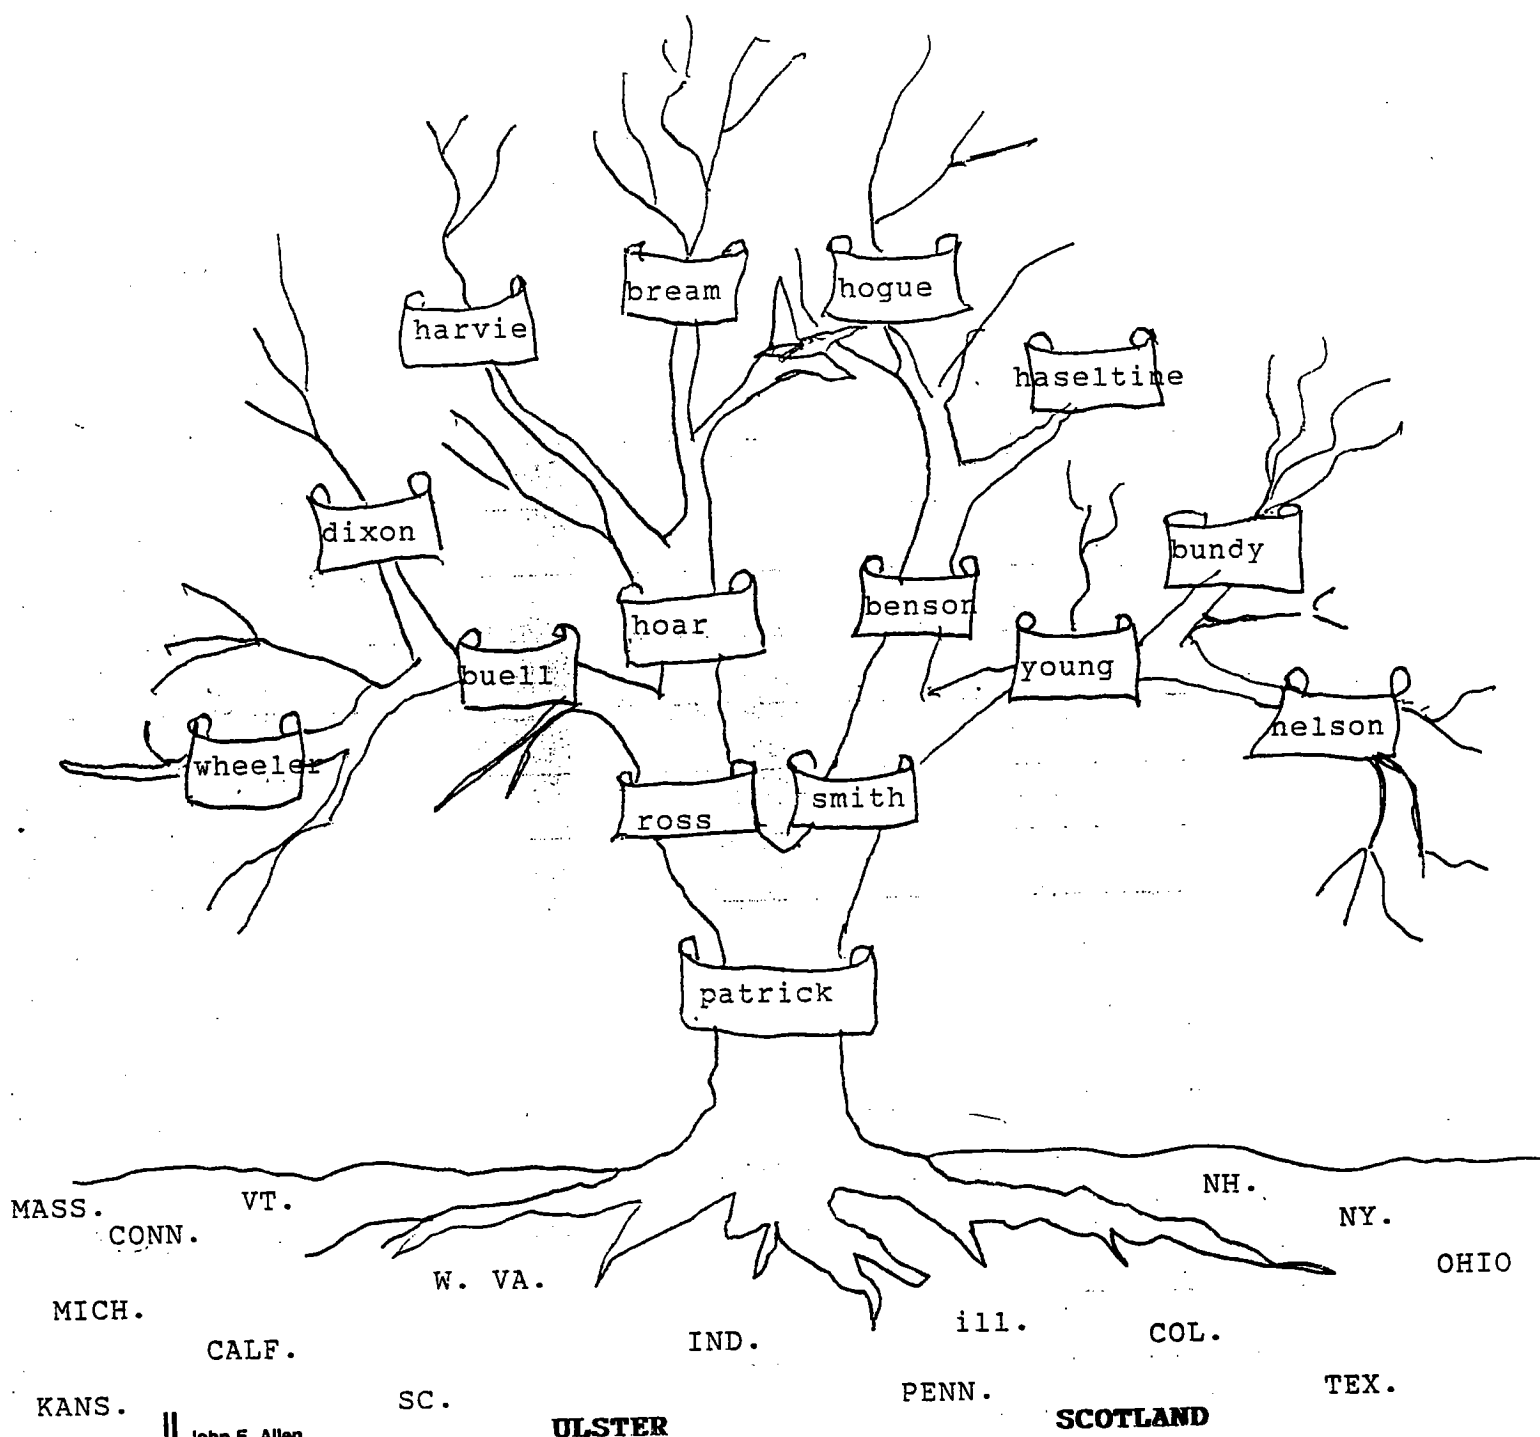 bream
hogue
harvie
haseltine
dixon
bundy
benson
hoar
young
buell
nelson
wheeler
smith
ross
patrick
NH.
MASS.
VT.
NY.
CONN.
OHIO
W. VA.
MICH.
ill.
COL.
IND.
CALF.
TEX.
PENN.
SC.
KANS.
SCOTLAND
ULSTER
John E. Allen